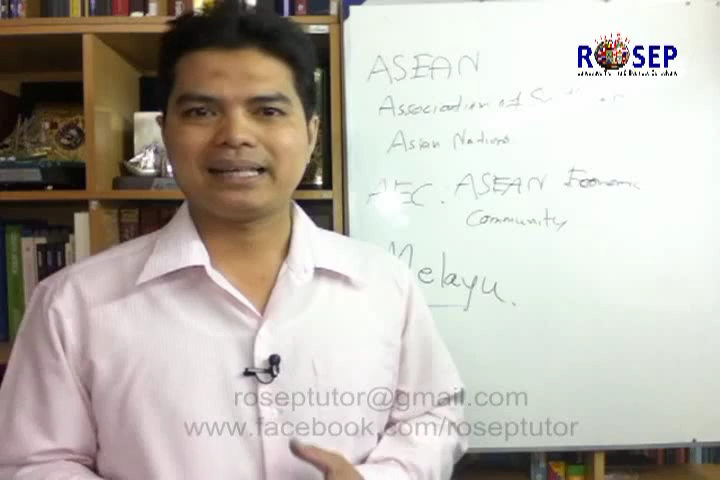 ROSEP
ASEAN
Association of
Asian Nations
AEC : ASEAN Economic
Community
Melayu.
roseptutor@gmail.com
www.facebook.com/roseptutor